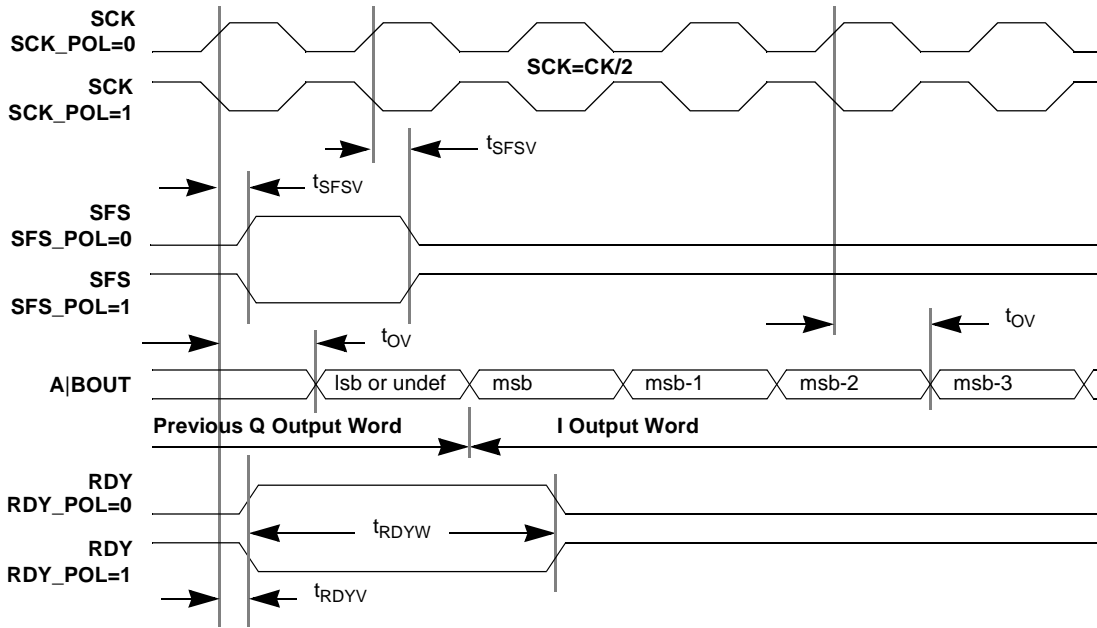 SCK
SCK_POL=0
SCK=CK/2
SCK
SCK_POL=1
tSFSV
tSFSV
SFS
SFS_POL=0
SFS
SFS_POL=1
tOV
tOV
A|BOUT
lsb or undef
msb
msb-1
msb-2
msb-3
Previous Q Output Word
I Output Word
RDY
RDY_POL=0
tRDYW
RDY
RDY_POL=1
tRDYV